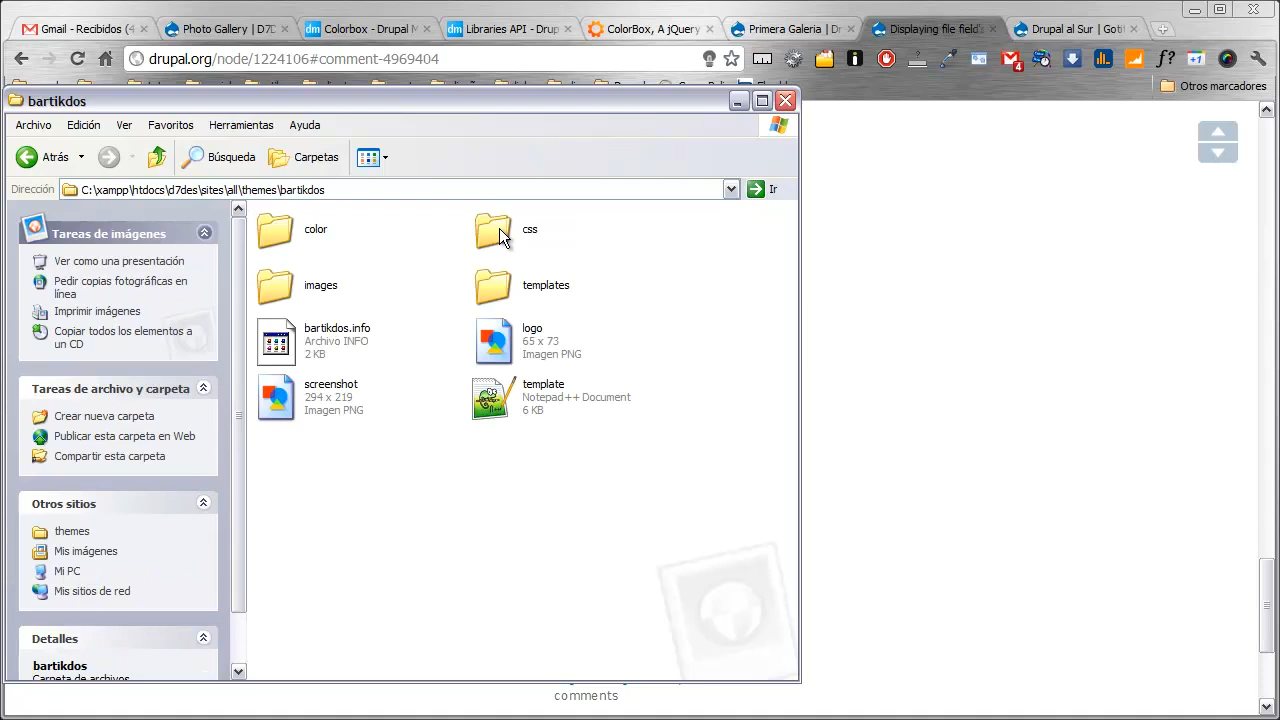 Gmail - Recibidos (4
Photo Gallery | D7
Colorbox - Drupal M
Libraries API - Drup
ColorBox, A jQuery
Primera Galeria | Dr
Displaying file field's
Drupal al Sur | Goti
drupal.org/node/1224106#comment-4969404
Otros marcadores
bartikdos
Archivo Edición Ver Favoritos Herramientas Ayuda
Atrás Búsqueda Carpetas
Dirección C:\xampp\htdocs\d7des\sites\all\themes\bartikdos Ir
Tareas de imágenes
Ver como una presentación
Pedir copias fotográficas en
línea
Imprimir imágenes
Copiar todos los elementos a
un CD
Tareas de archivo y carpeta
Crear nueva carpeta
Publicar esta carpeta en Web
Compartir esta carpeta
Otros sitios
themes
Mis imágenes
Mi PC
Mis sitios de red
Detalles
bartikdos
Carpeta de archivos
color
css
images
templates
bartikdos.info
Archivo INFO
2 KB
logo
65 x 73
Imagen PNG
screenshot
294 x 219
Imagen PNG
template
Notepad++ Document
6 KB
comments